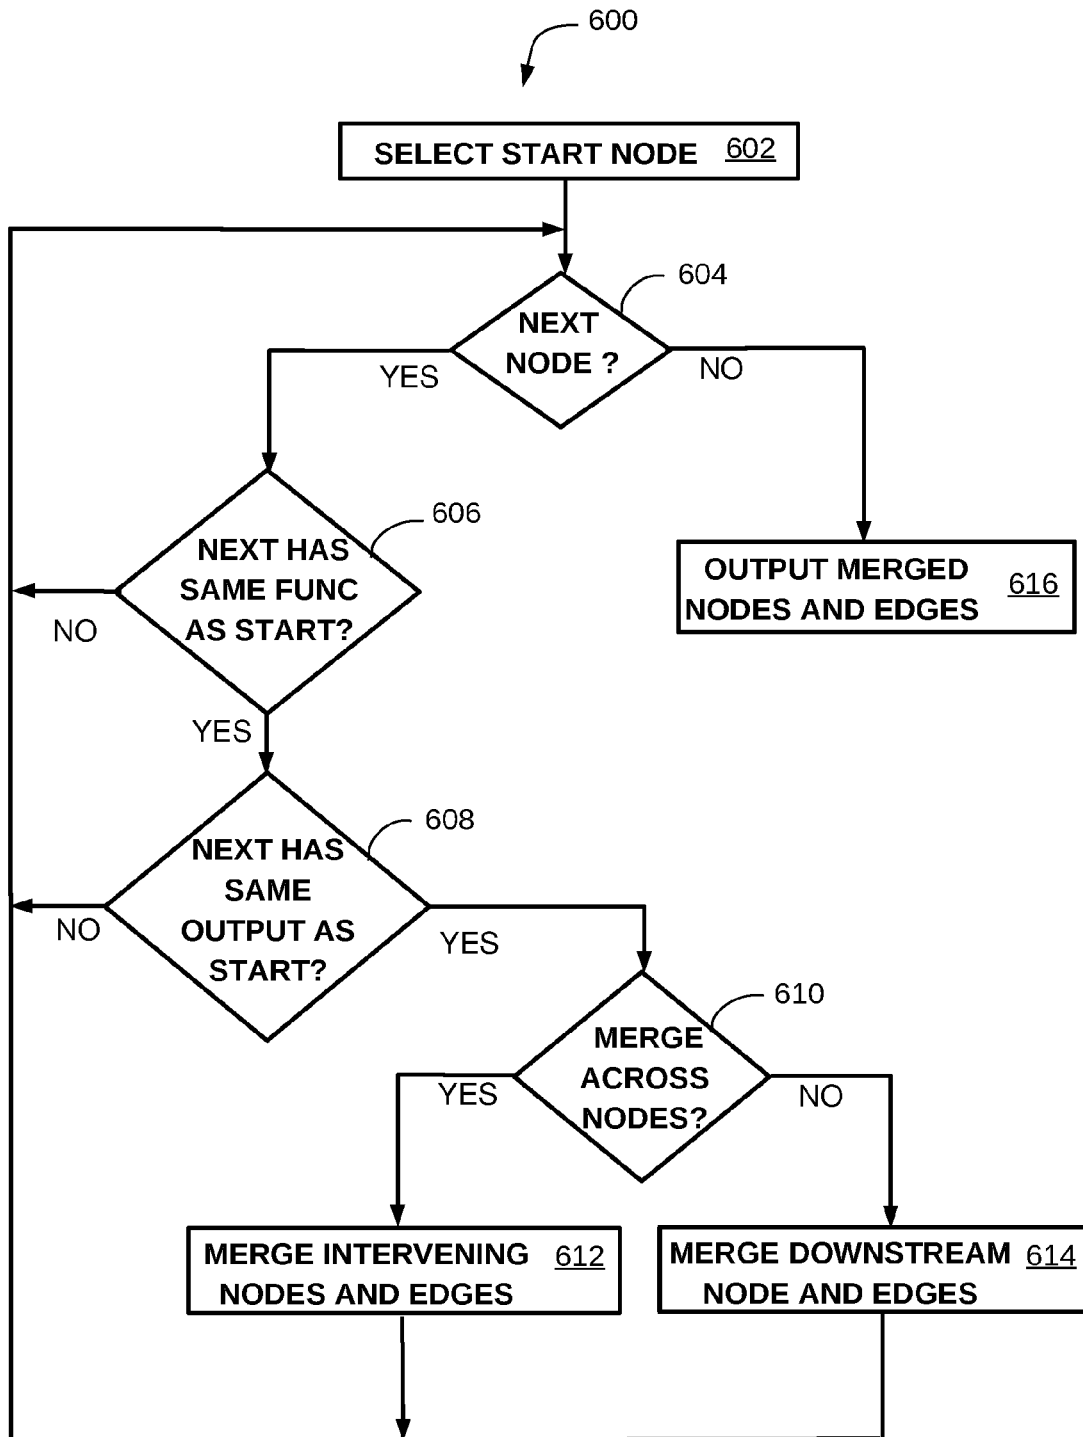 600
SELECT START NODE 602
604
NEXT
NODE ?
YES
NO
606
NEXT HAS
SAME FUNC
AS START?
NO
OUTPUT MERGED
NODES AND EDGES 616
YES
608
NEXT HAS
SAME
OUTPUT AS
START?
NO
YES
610
MERGE
ACROSS
NODES?
YES
NO
MERGE INTERVENING
NODES AND EDGES 612
MERGE DOWNSTREAM
NODE AND EDGES 614